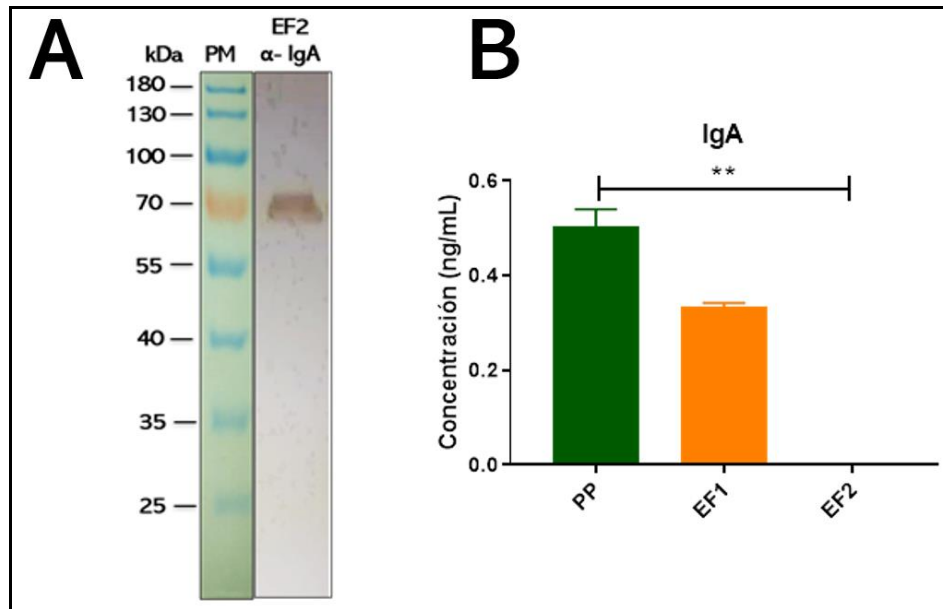 A
EF2
kDa PM α- IgA
180
130
100
70
55
40
35
25
B
IgA
**
Concentración (ng/mL)
0.6
0.4
0.2
0.0
PP
EF1
EF2